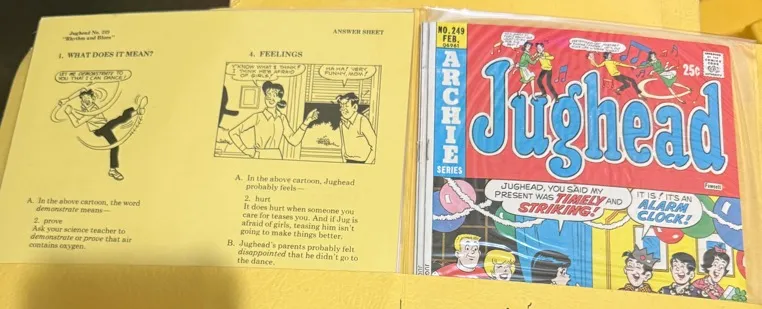 Jughead No. 215
"Rhythm and Blues"
ANSWER SHEET
1. WHAT DOES IT MEAN?
LET ME DEMONSTRATE TO
YOU THAT I CAN DANCE!
A. In the above cartoon, the word
demonstrate means—
2. prove
Ask your science teacher to
demonstrate or prove that air
contains oxygen.
4. FEELINGS
Y'KNOW WHAT I THINK?
I THINK HE'S AFRAID
OF GIRLS!
HA HA! VERY
FUNNY, MOM!
A. In the above cartoon, Jughead
probably feels—
2. hurt
It does hurt when someone you
care for teases you. And if Jug is
afraid of girls, teasing him isn't
going to make things better.
B. Jughead's parents probably felt
disappointed that he didn't go to
the dance.
NO. 249
FEB.
ARCHIE
SERIES
25¢
Jughead
JUGHEAD, YOU SAID MY
PRESENT WAS TIMELY AND
STRIKING!
IT IS! IT'S AN
ALARM
CLOCK!